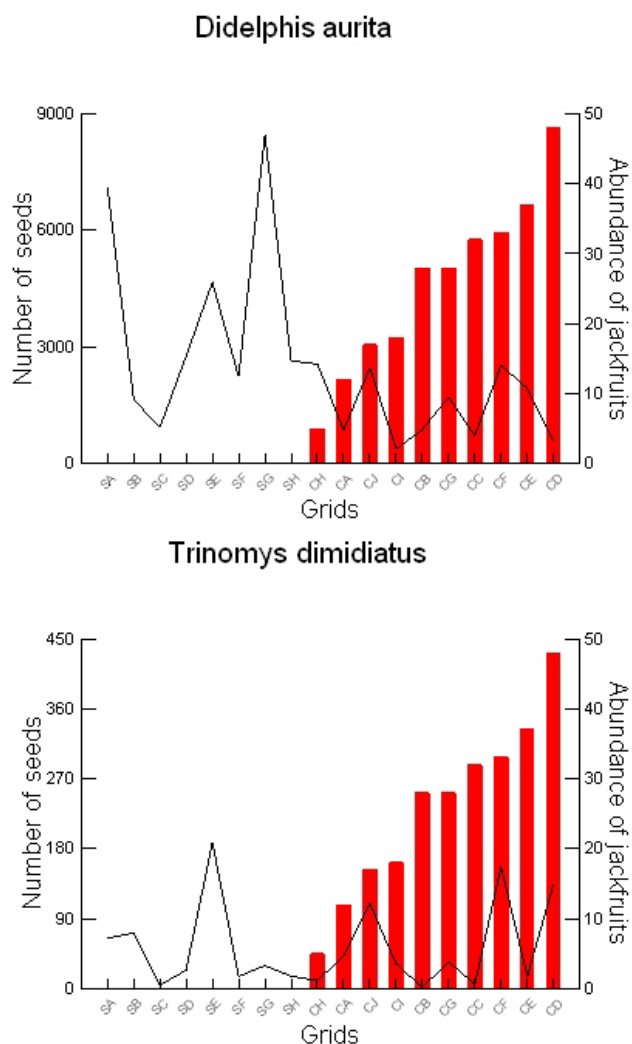 Didelphis aurita
9000
6000
3000
0
Number of seeds
50
40
30
20
10
0
Abundance of jackfruits
SA SB SC SD SE SF SG SH CH CA CJ CI CB CG CC CF CE CD
Grids
Trinomys dimidiatus
450
360
270
180
90
0
Number of seeds
50
40
30
20
10
0
Abundance of jackfruits
SA SB SC SD SE SF SG SH CH CA CJ CI CB CG CC CF CE CD
Grids